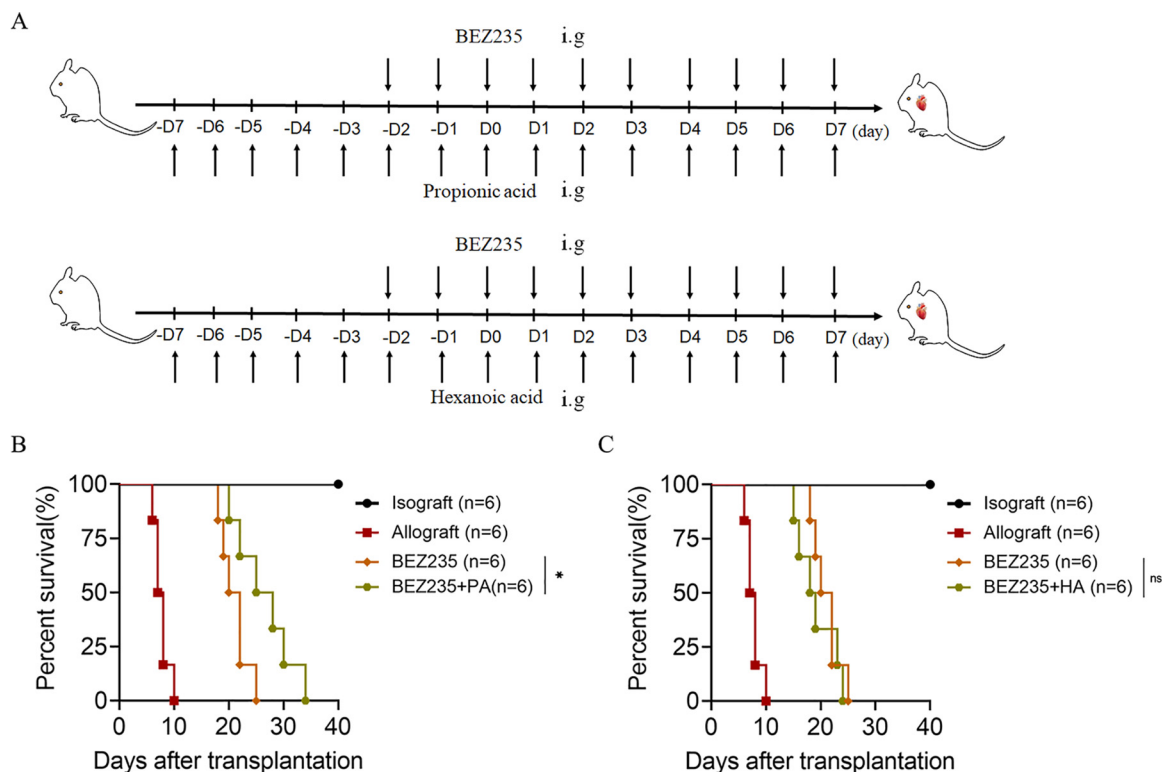 A
BEZ235 i.g
-D7 -D6 -D5 -D4 -D3 -D2 -D1 D0 D1 D2 D3 D4 D5 D6 D7 (day)
Propionic acid i.g
BEZ235 i.g
-D7 -D6 -D5 -D4 -D3 -D2 -D1 D0 D1 D2 D3 D4 D5 D6 D7 (day)
Hexanoic acid i.g
B
Percent survival(%)
100
75
50
25
0
0 10 20 30 40
Days after transplantation
Isograft (n=6)
Allograft (n=6)
BEZ235 (n=6)
BEZ235+PA(n=6)
*
C
Percent survival(%)
100
75
50
25
0
0 10 20 30 40
Days after transplantation
Isograft (n=6)
Allograft (n=6)
BEZ235 (n=6)
BEZ235+HA (n=6)
ns